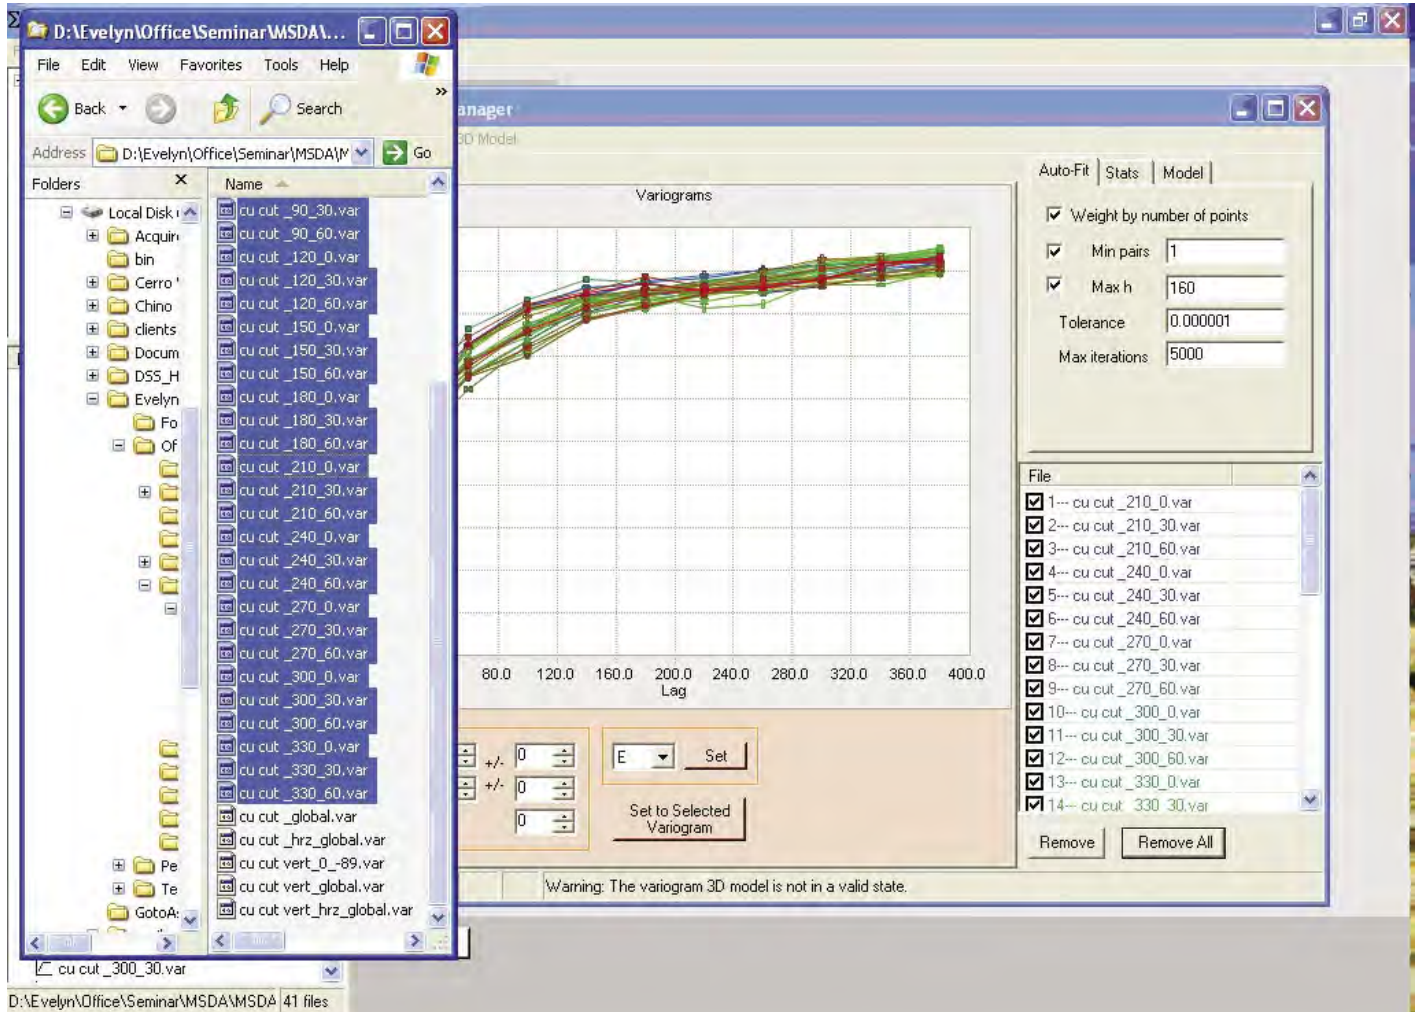 D:\Evelyn\Office\Seminar\MSDA\...
File Edit View Favorites Tools Help
Back Search »
Address D:\Evelyn\Office\Seminar\MSDA\M Go
Folders X
Local Disk
Acquir
bin
Cerro
Chino
clients
Docum
DSS_H
Evelyn
Fo
Of
Pe
Te
GotoA
Name
cu cut _90_30.var
cu cut _90_60.var
cu cut _120_0.var
cu cut _120_30.var
cu cut _120_60.var
cu cut _150_0.var
cu cut _150_30.var
cu cut _150_60.var
cu cut _180_0.var
cu cut _180_30.var
cu cut _180_60.var
cu cut _210_0.var
cu cut _210_30.var
cu cut _210_60.var
cu cut _240_0.var
cu cut _240_30.var
cu cut _240_60.var
cu cut _270_0.var
cu cut _270_30.var
cu cut _270_60.var
cu cut _300_0.var
cu cut _300_30.var
cu cut _300_60.var
cu cut _330_0.var
cu cut _330_30.var
cu cut _330_60.var
cu cut _global.var
cu cut _hrz_global.var
cu cut vert_0_-89.var
cu cut vert_global.var
cu cut vert_hrz_global.var
cu cut _300_30.var
D:\Evelyn\Office\Seminar\MSDA\MSDA 41 files
anager
3D Model
Variograms
80.0 120.0 160.0 200.0 240.0 280.0 320.0 360.0 400.0
Lag
+/- 0
+/- 0
0
E Set
Set to Selected
Variogram
Warning: The variogram 3D model is not in a valid state.
Auto-Fit Stats Model
Weight by number of points
Min pairs 1
Max h 160
Tolerance 0.000001
Max iterations 5000
File
1--- cu cut _210_0.var
2--- cu cut _210_30.var
3--- cu cut _210_60.var
4--- cu cut _240_0.var
5--- cu cut _240_30.var
6--- cu cut _240_60.var
7--- cu cut _270_0.var
8--- cu cut _270_30.var
9--- cu cut _270_60.var
10--- cu cut _300_0.var
11--- cu cut _300_30.var
12--- cu cut _300_60.var
13--- cu cut _330_0.var
14--- cu cut _330_30.var
Remove Remove All